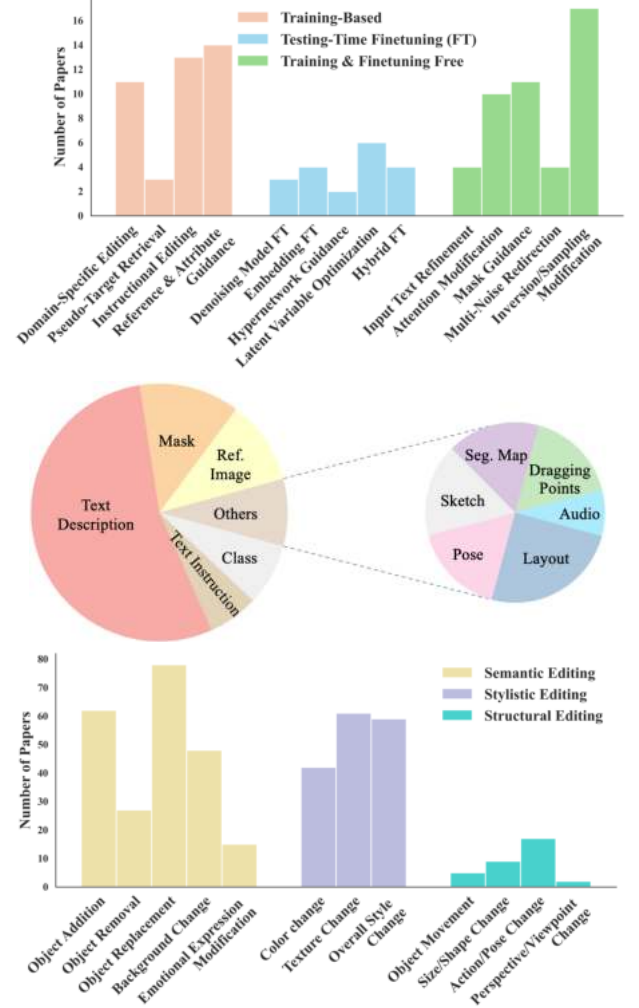 Number of Papers
16
14
12
10
8
6
4
2
0
Training-Based
Testing-Time Finetuning (FT)
Training & Finetuning Free
Domain-Specific Editing
Pseudo-Target Retrieval
Instructional Editing
Reference & Attribute
Guidance
Denoising Model FT
Embedding FT
Hypernetwork Guidance
Latent Variable Optimization
Hybrid FT
Input Text Refinement
Attention Modification
Mask Guidance
Multi-Noise Redirection
Inversion/Sampling
Modification
Mask
Ref.
Image
Text
Description
Others
Class
Text Instruction
Seg. Map
Dragging
Points
Sketch
Audio
Pose
Layout
Number of Papers
80
70
60
50
40
30
20
10
0
Semantic Editing
Stylistic Editing
Structural Editing
Object Addition
Object Removal
Object Replacement
Background Change
Emotional Expression
Modification
Color change
Texture Change
Overall Style
Change
Object Movement
Size/Shape Change
Action/Pose Change
Perspective/Viewpoint
Change